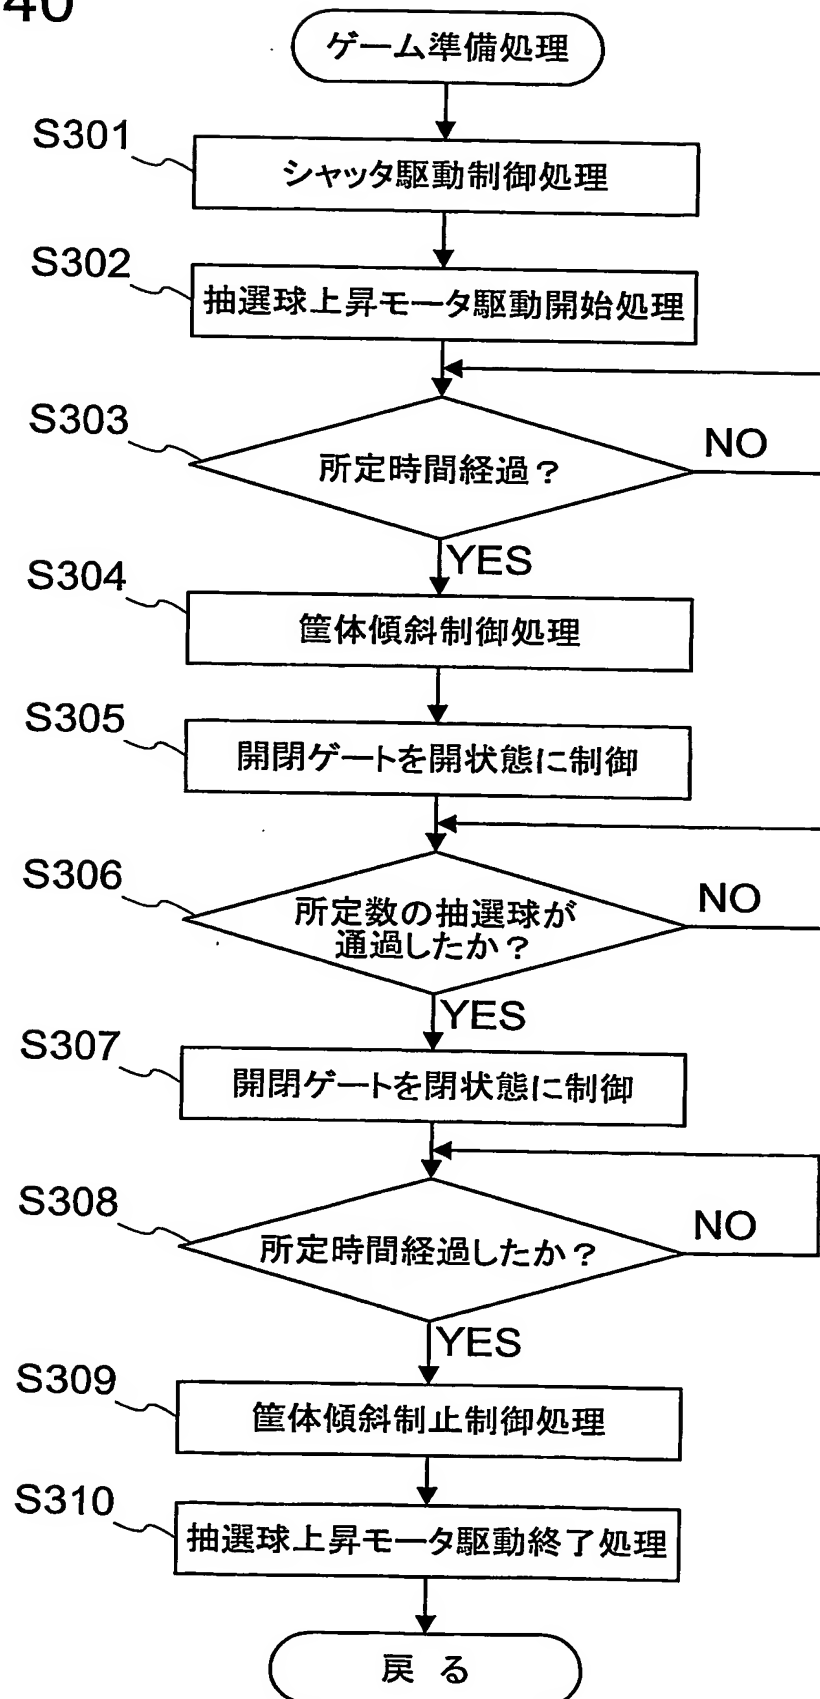 40
ゲーム準備処理
S301
シャッタ駆動制御処理
S302
抽選球上昇モータ駆動開始処理
S303
所定時間経過？
NO
YES
S304
筐体傾斜制御処理
S305
開閉ゲートを開状態に制御
S306
所定数の抽選球が
通過したか？
NO
YES
S307
開閉ゲートを閉状態に制御
S308
所定時間経過したか？
NO
YES
S309
筐体傾斜制止制御処理
S310
抽選球上昇モータ駆動終了処理
戻 る